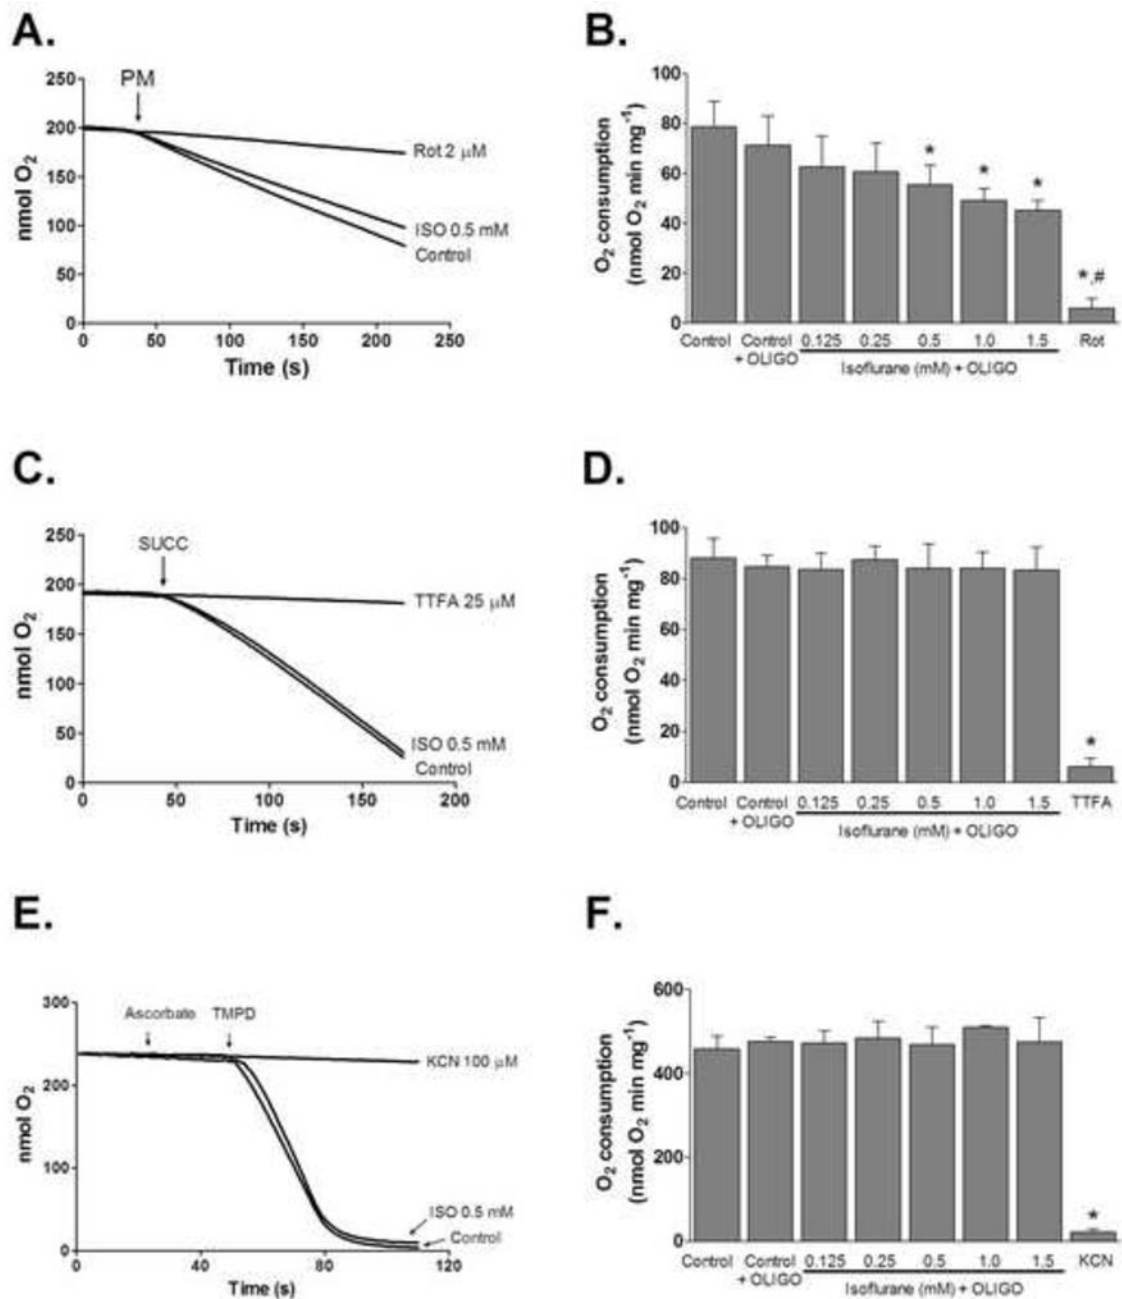 A.
250
200
150
100
50
0
nmol O₂
PM
Rot 2 μM
ISO 0.5 mM
Control
0 50 100 150 200 250
Time (s)
B.
100
80
60
40
20
0
O₂ consumption
(nmol O₂ min mg⁻¹)
* * *
*,#
Control Control 0.125 0.25 0.5 1.0 1.5 Rot
+ OLIGO
Isoflurane (mM) + OLIGO
C.
250
200
150
100
50
0
nmol O₂
SUCC
TTFA 25 μM
ISO 0.5 mM
Control
0 50 100 150 200
Time (s)
D.
100
80
60
40
20
0
O₂ consumption
(nmol O₂ min mg⁻¹)
*
Control Control 0.125 0.25 0.5 1.0 1.5 TTFA
+ OLIGO
Isoflurane (mM) + OLIGO
E.
300
200
100
0
nmol O₂
Ascorbate TMPD
KCN 100 μM
ISO 0.5 mM
Control
0 40 80 120
Time (s)
F.
600
400
200
0
O₂ consumption
(nmol O₂ min mg⁻¹)
*
Control Control 0.125 0.25 0.5 1.0 1.5 KCN
+ OLIGO
Isoflurane (mM) + OLIGO